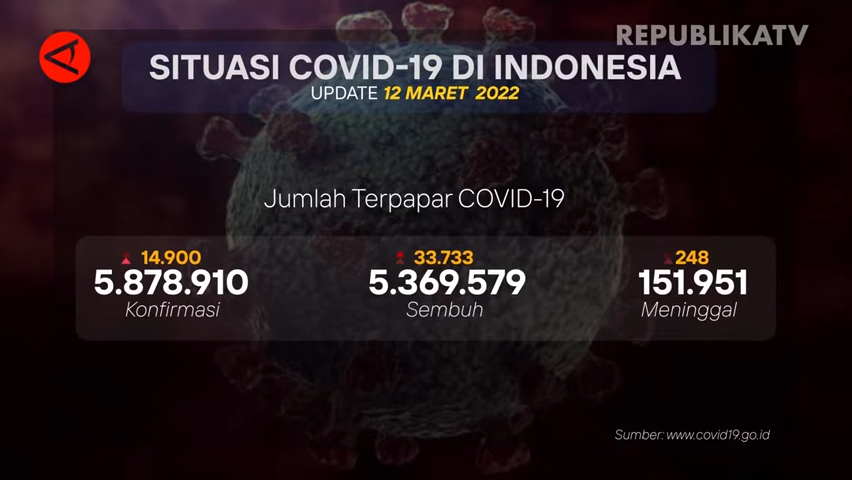 REPUBLIKATV
SITUASI COVID-19 DI INDONESIA
UPDATE 12 MARET 2022
Jumlah Terpapar COVID-19
14.900
5.878.910
Konfirmasi
33.733
5.369.579
Sembuh
248
151.951
Meninggal
Sumber: www.covid19.go.id